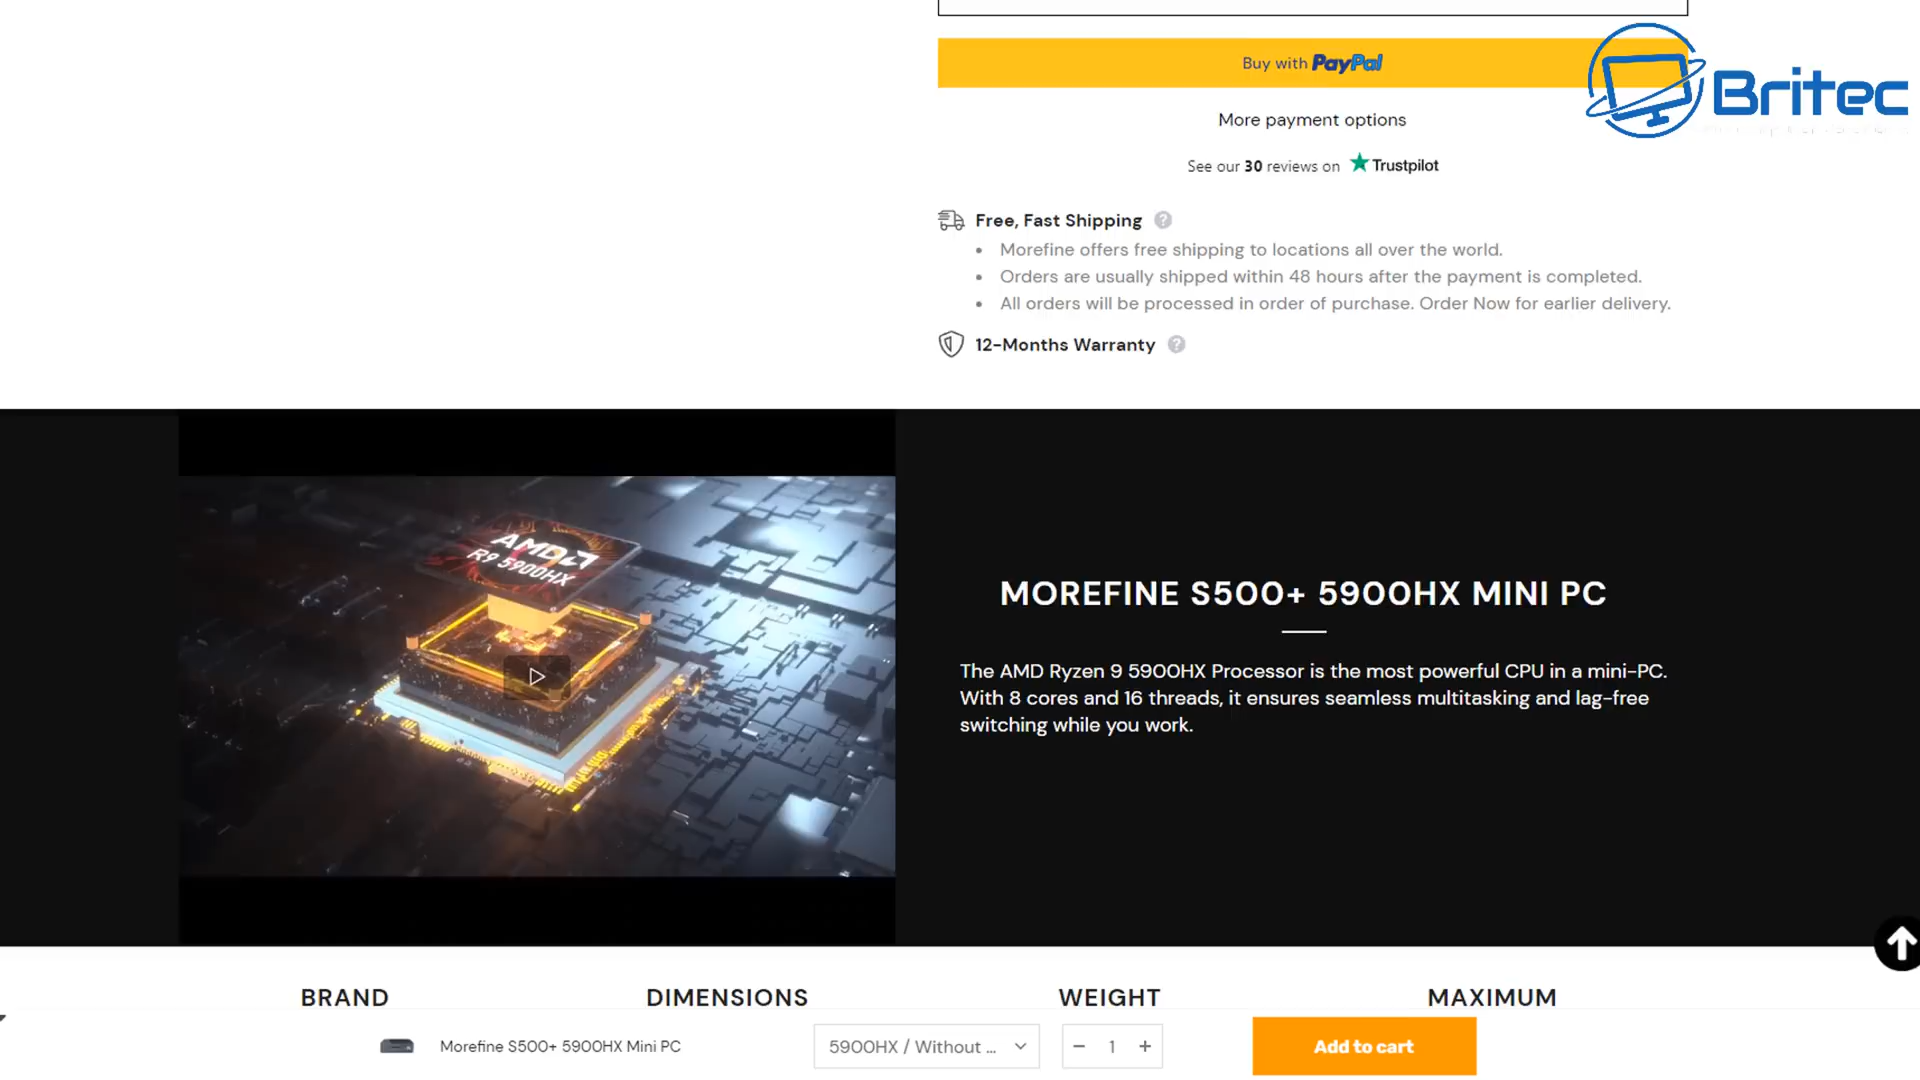 Buy with PayPal
Britec
More payment options
See our 30 reviews on Trustpilot
Free, Fast Shipping ?
Morefine offers free shipping to locations all over the world.
Orders are usually shipped within 48 hours after the payment is completed.
All orders will be processed in order of purchase. Order Now for earlier delivery.
12-Months Warranty ?
AMD
R9 5900HX
MOREFINE S500+ 5900HX MINI PC
The AMD Ryzen 9 5900HX Processor is the most powerful CPU in a mini-PC.
With 8 cores and 16 threads, it ensures seamless multitasking and lag-free
switching while you work.
BRAND DIMENSIONS WEIGHT MAXIMUM
Morefine S500+ 5900HX Mini PC 5900HX / Without ... − 1 + Add to cart